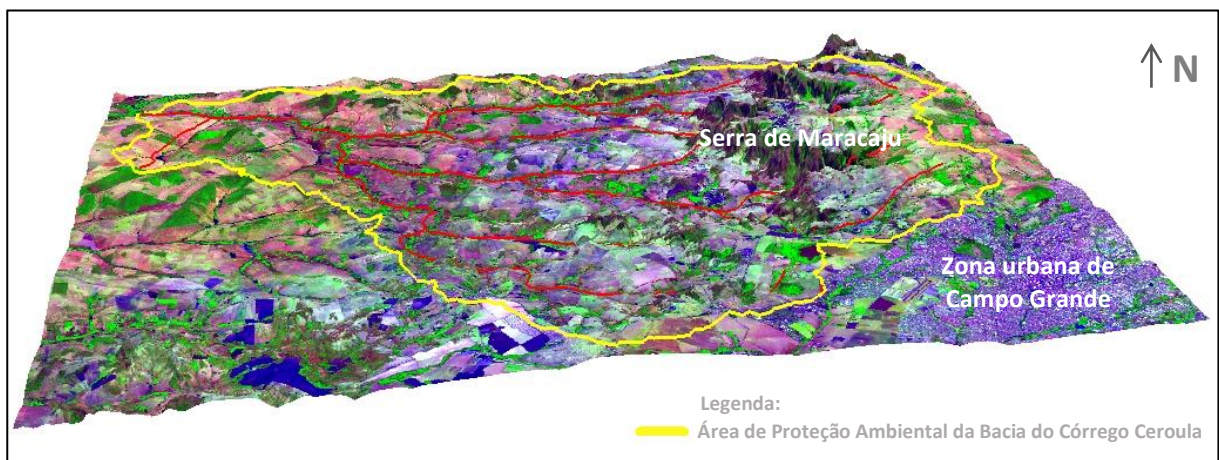 N
Serra de Maracaju
Zona urbana de
Campo Grande
Legenda:
Área de Proteção Ambiental da Bacia do Córrego Ceroula